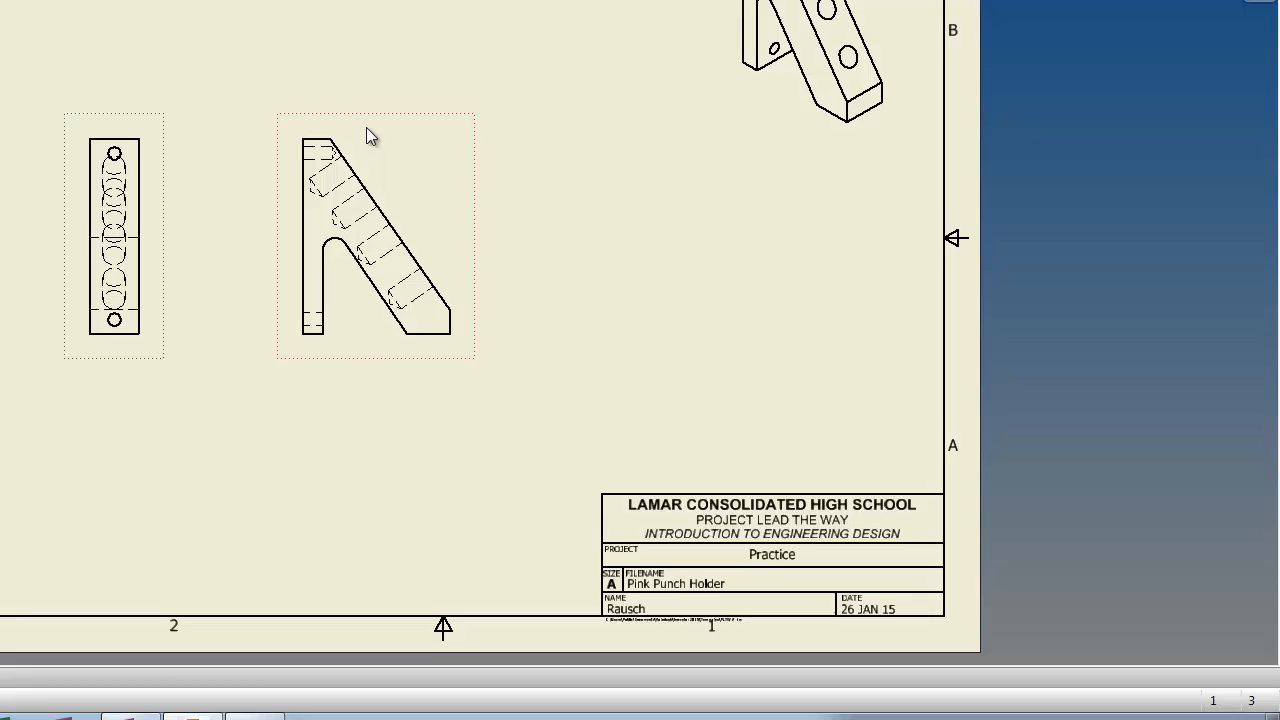 B
A
LAMAR CONSOLIDATED HIGH SCHOOL
PROJECT LEAD THE WAY
INTRODUCTION TO ENGINEERING DESIGN
PROJECT
Practice
SIZE FILENAME
A Pink Punch Holder
NAME DATE
Rausch 26 JAN 15
2 1
1 3